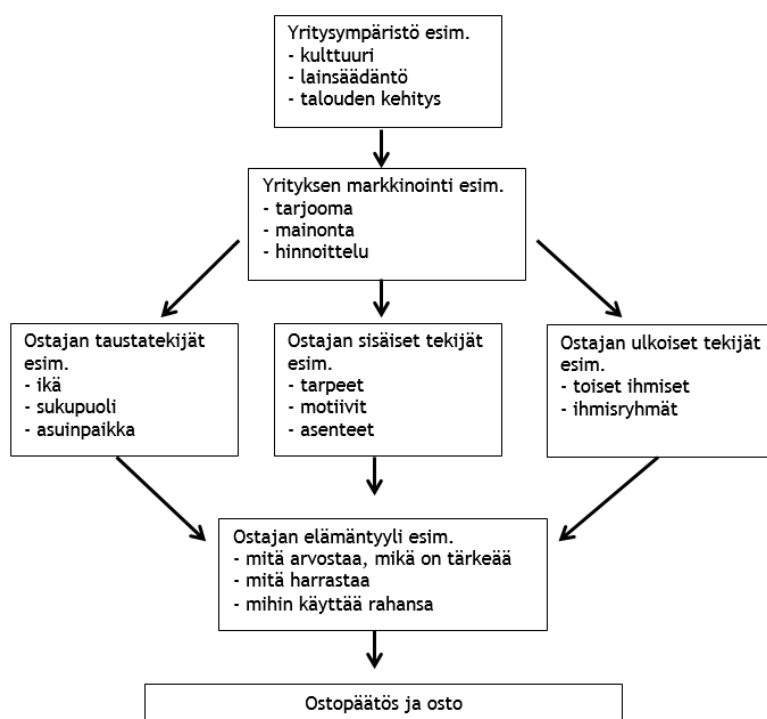 Yritysympäristö esim.
- kulttuuri
- lainsäädäntö
- talouden kehitys
Yrityksen markkinointi esim.
- tarjooma
- mainonta
- hinnoittelu
Ostajan taustatekijät
esim.
- ikä
- sukupuoli
- asuinpaikka
Ostajan sisäiset tekijät
esim.
- tarpeet
- motiivit
- asenteet
Ostajan ulkoiset tekijät
esim.
- toiset ihmiset
- ihmisryhmät
Ostajan elämäntyyli esim.
- mitä arvostaa, mikä on tärkeää
- mitä harrastaa
- mihin käyttää rahansa
Ostopäätös ja osto